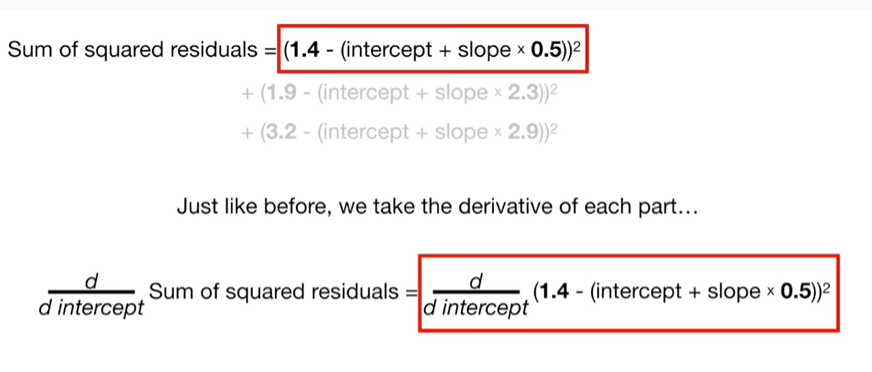 Sum of squared residuals = (1.4 - (intercept + slope × 0.5))²
+ (1.9 - (intercept + slope × 2.3))²
+ (3.2 - (intercept + slope × 2.9))²
Just like before, we take the derivative of each part…
d
d intercept
Sum of squared residuals =
d
d intercept
(1.4 - (intercept + slope × 0.5))²